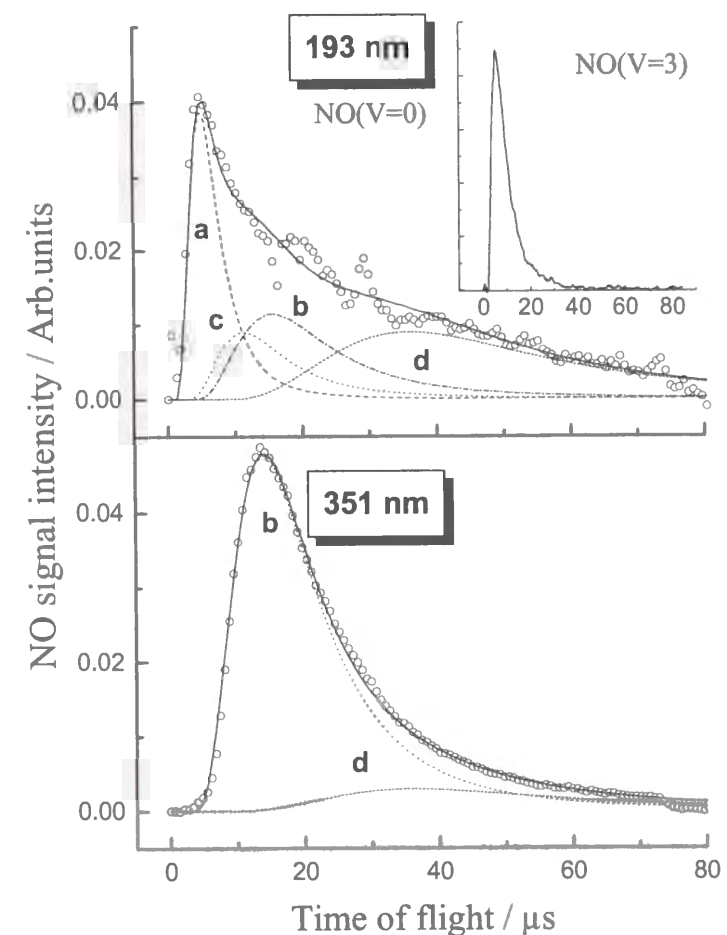 193 nm
NO(V=0)
NO(V=3)
0.04
0.02
0.00
a
b
c
d
0 20 40 60 80
NO signal intensity / Arb.units
351 nm
0.04
0.02
0.00
b
d
0 20 40 60 80
Time of flight / µs